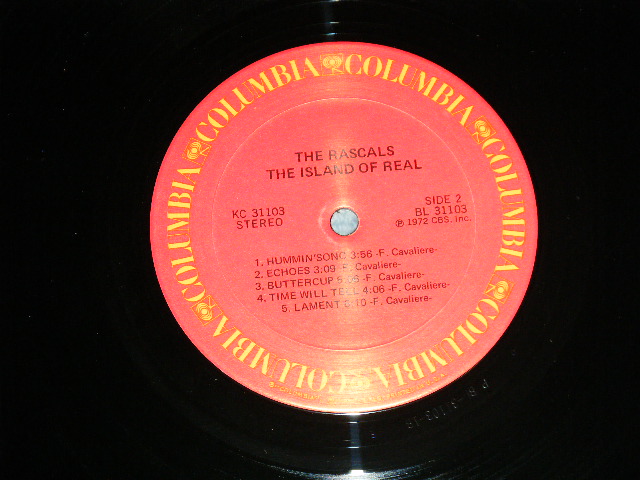 COLUMBIA COLUMBIA COLUMBIA COLUMBIA COLUMBIA COLUMBIA
THE RASCALS
THE ISLAND OF REAL
KC 31103
STEREO
SIDE 2
BL 31103
℗ 1972 CBS, Inc.
1. HUMMIN'SONG 3:56 -F. Cavaliere-
2. ECHOES 3:09 -F. Cavaliere-
3. BUTTERCUP -F. Cavaliere-
4. TIME WILL TELL 4:06 -F. Cavaliere-
5. LAMENT -F. Cavaliere-